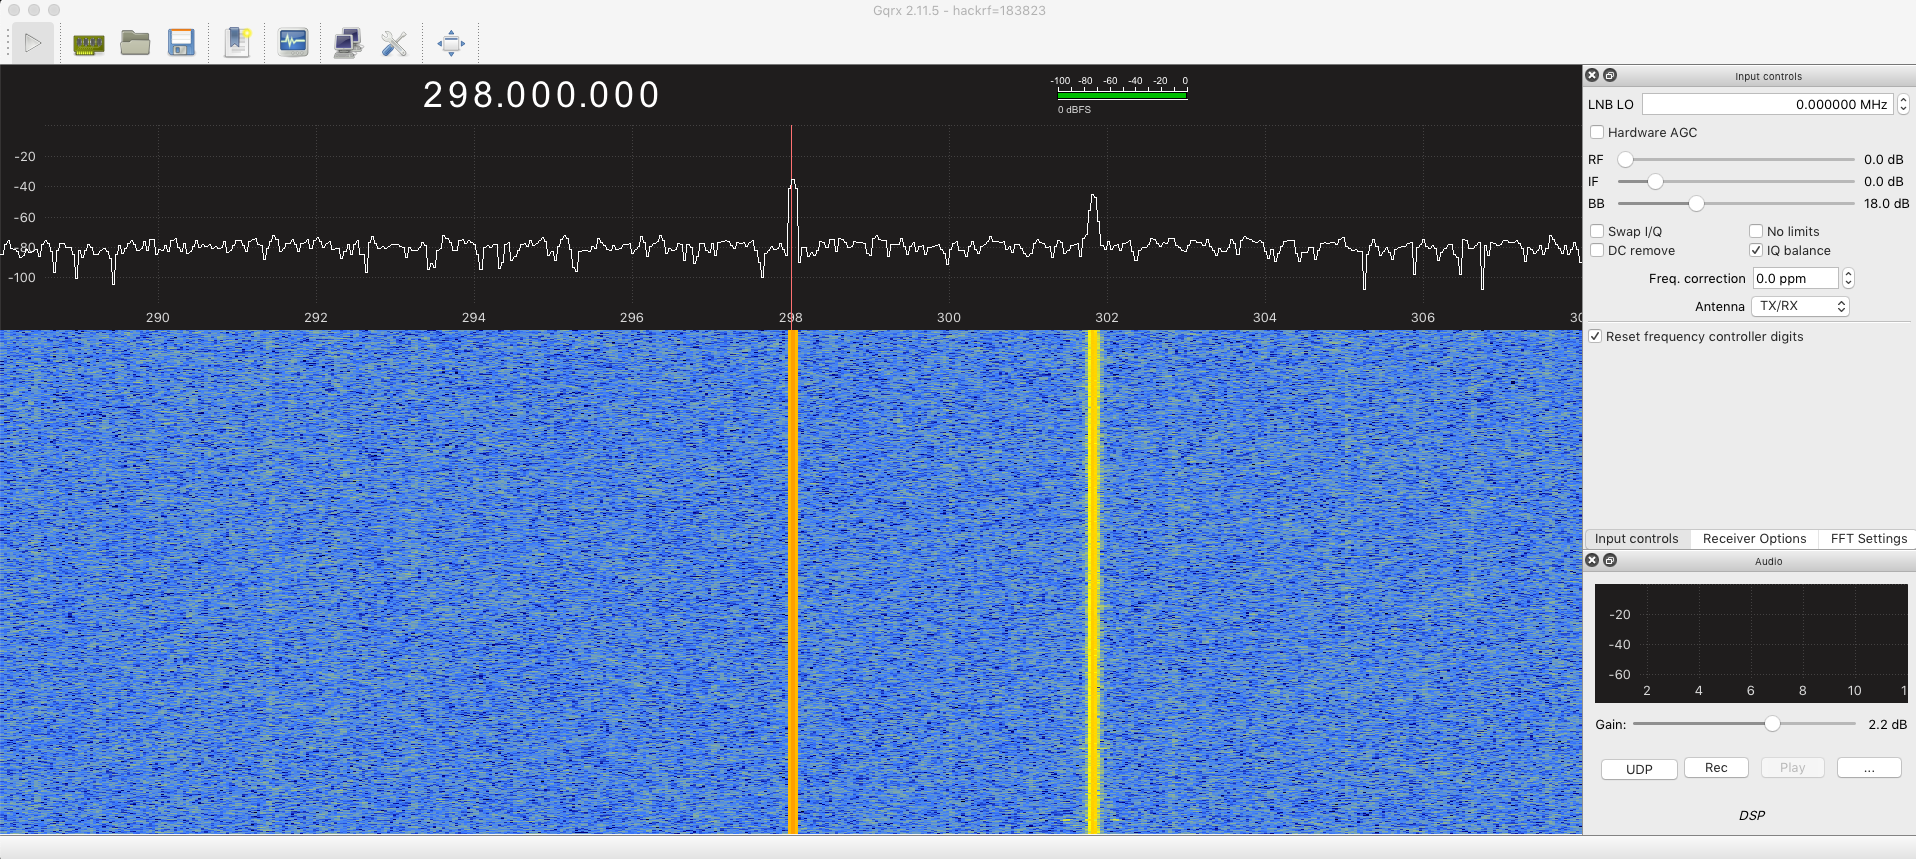 Gqrx 2.11.5 - hackrf=183823
298.000.000
-100 -80 -60 -40 -20 0
0 dBFS
-20
-40
-60
-80
-100
290 292 294 296 298 300 302 304 306 30
Input controls
LNB LO 0.000000 MHz
Hardware AGC
RF 0.0 dB
IF 0.0 dB
BB 18.0 dB
Swap I/Q No limits
DC remove IQ balance
Freq. correction 0.0 ppm
Antenna TX/RX
Reset frequency controller digits
Input controls Receiver Options FFT Settings
Audio
-20
-40
-60
2 4 6 8 10 1
Gain: 2.2 dB
UDP Rec Play ...
DSP